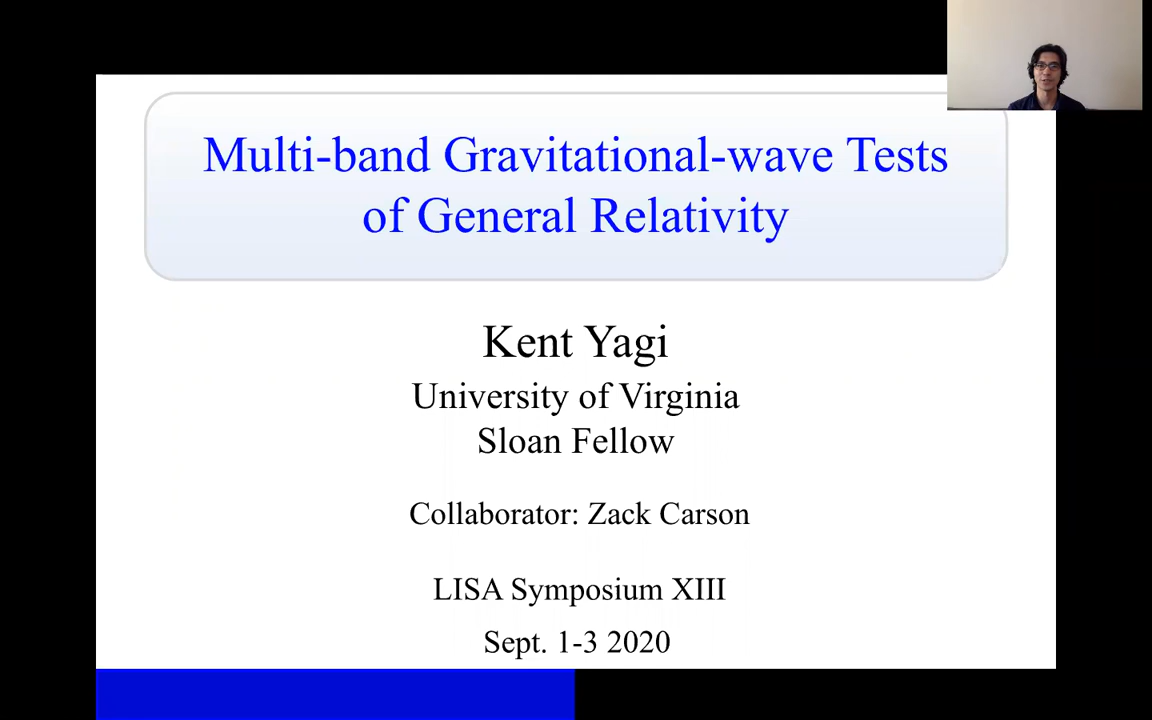 Multi-band Gravitational-wave Tests
of General Relativity
Kent Yagi
University of Virginia
Sloan Fellow
Collaborator: Zack Carson
LISA Symposium XIII
Sept. 1-3 2020